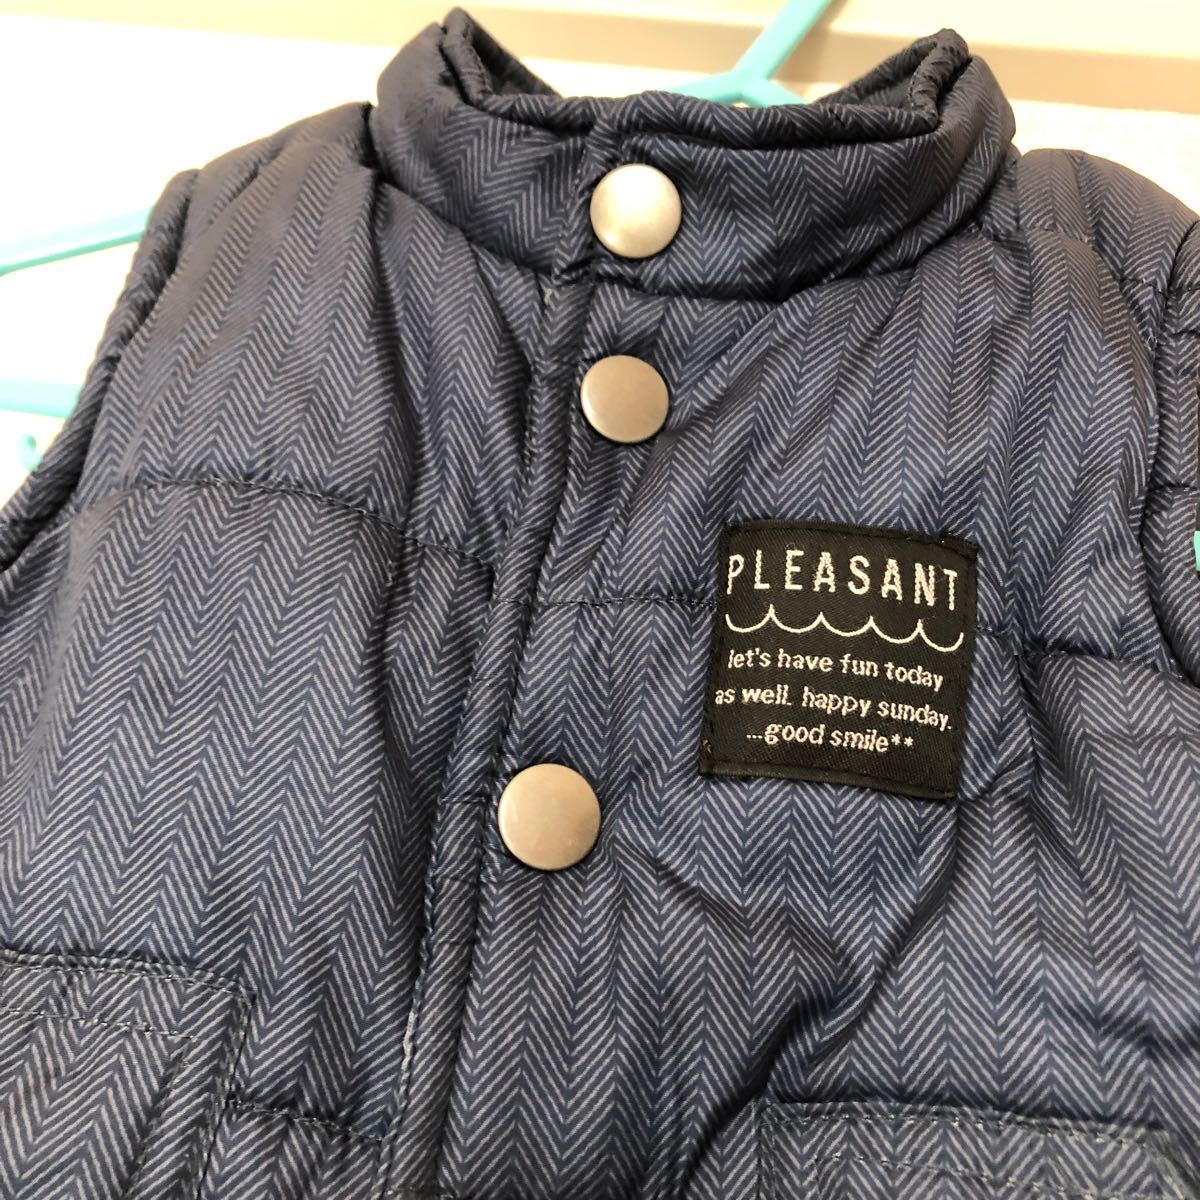 PLEASANT
let's have fun today
as well. happy sunday.
...good smile**